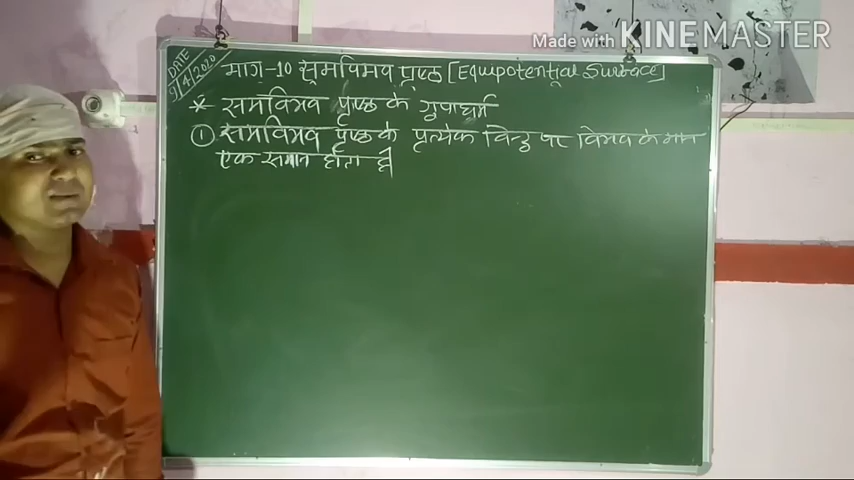 Made with KINEMASTER
DATE
9/4/2020
भाग-10 समविभव पृष्ठ [Equipotential Surface]
* समविभव पृष्ठ के गुणधर्म
① समविभव पृष्ठ के प्रत्येक बिन्दु पर विभव के मान
एक समान होता है।